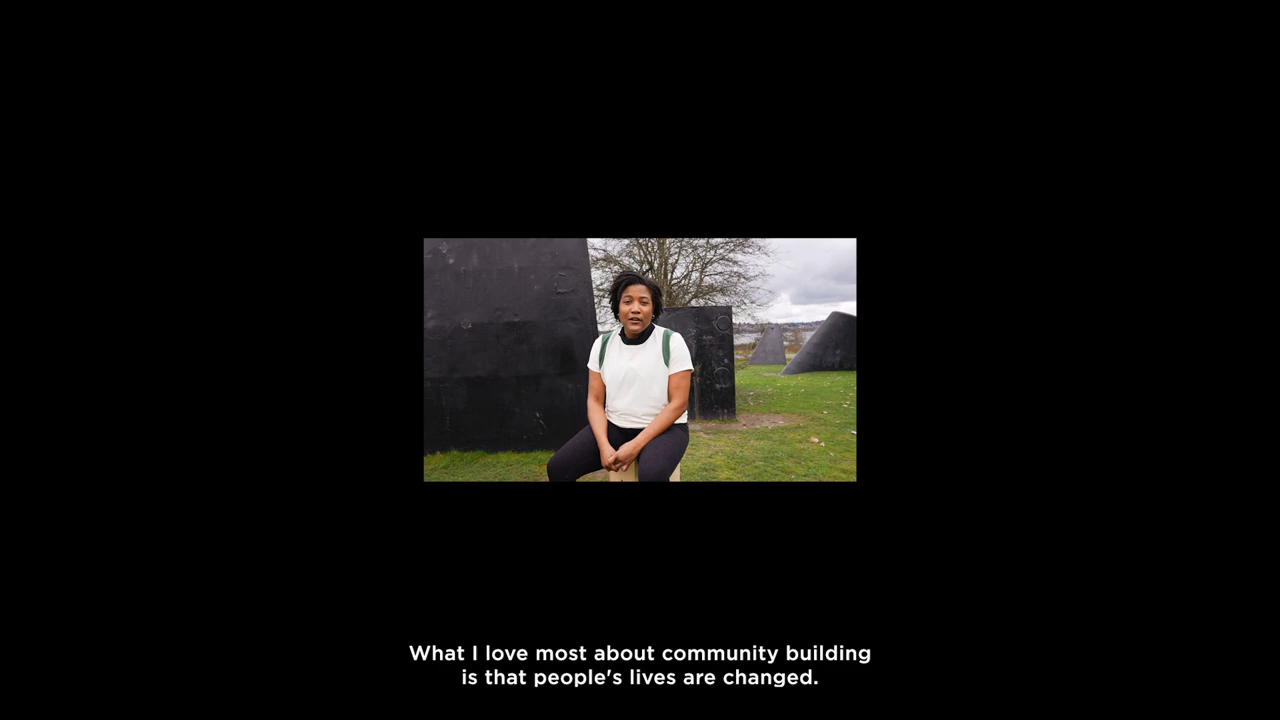 What I love most about community building
is that people's lives are changed.